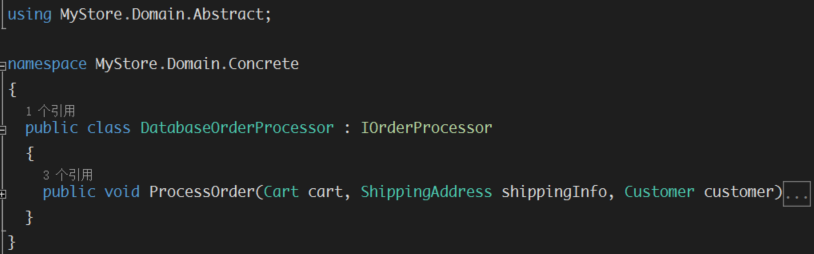 using MyStore.Domain.Abstract;
namespace MyStore.Domain.Concrete
{
1 个引用
public class DatabaseOrderProcessor : IOrderProcessor
{
3 个引用
public void ProcessOrder(Cart cart, ShippingAddress shippingInfo, Customer customer)...
}
}